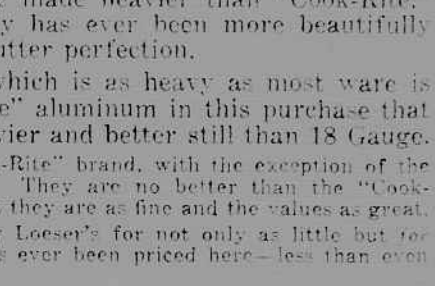 made heavier than "Cook-Rite."
y has ever been more beautifully
utter perfection.
which is as heavy as most ware is
e" aluminum in this purchase that
vier and better still than 18 Gauge.
-Rite" brand, with the exception of the
They are no better than the "Cook-
they are as fine and the values as great.
Loeser's for not only as little but for
s ever been priced here—less than even